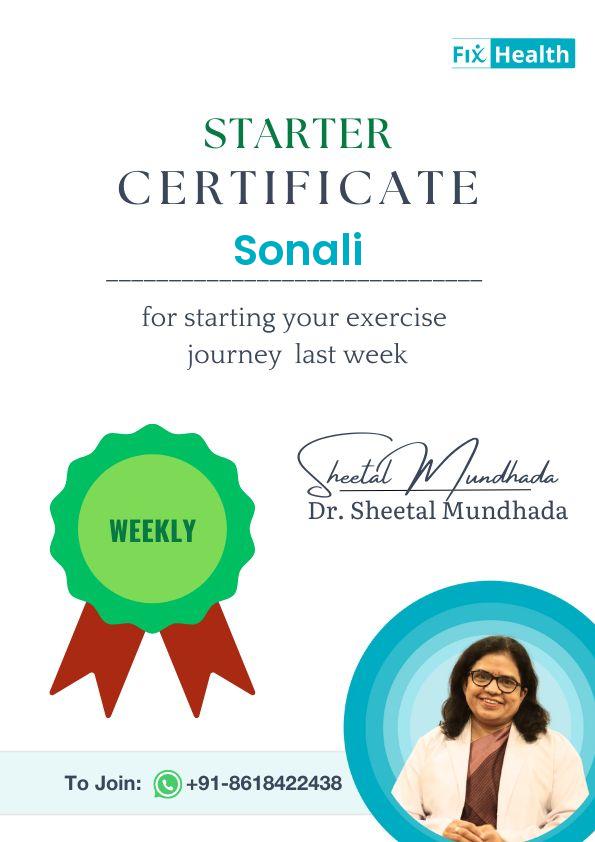 Fix Health
STARTER
CERTIFICATE
Sonali
for starting your exercise
journey last week
WEEKLY
Sheetal Mundhada
Dr. Sheetal Mundhada
To Join: +91-8618422438